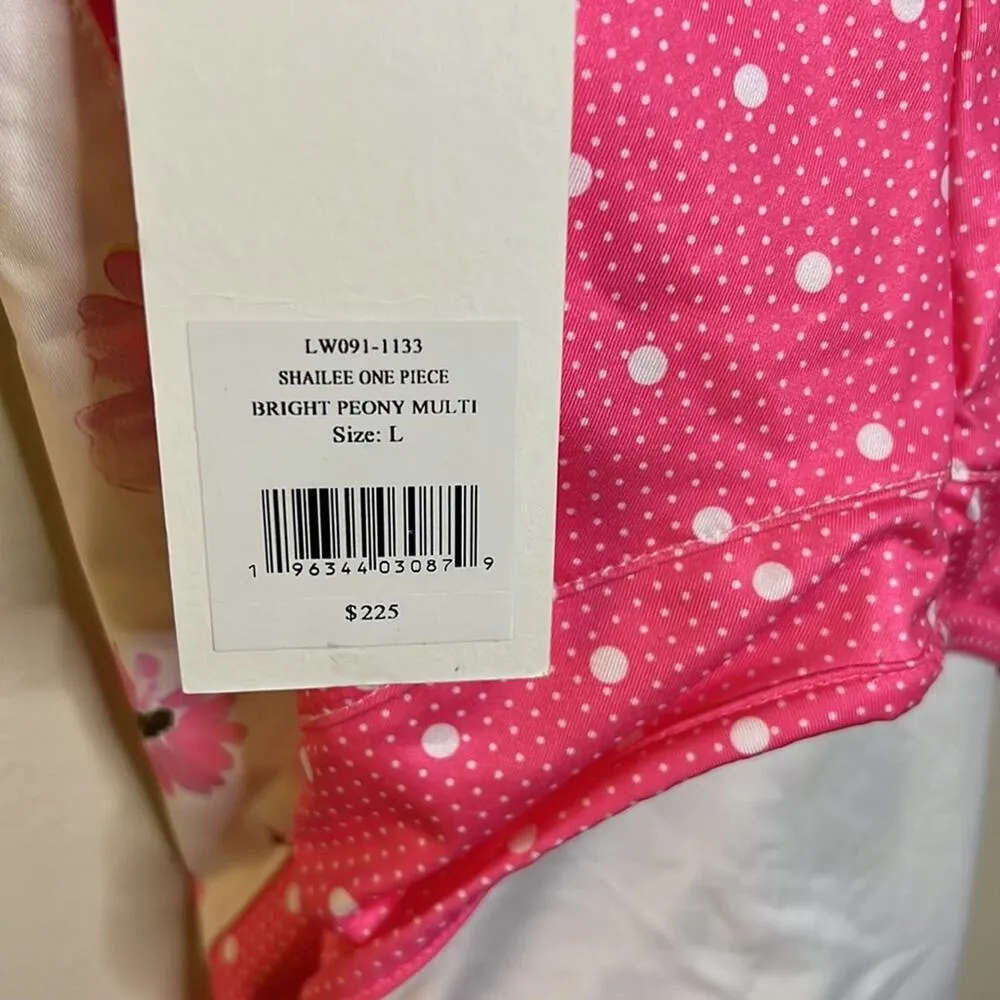 LW091-1133
SHAILEE ONE PIECE
BRIGHT PEONY MULTI
Size: L
1 96344 03087 9
$225